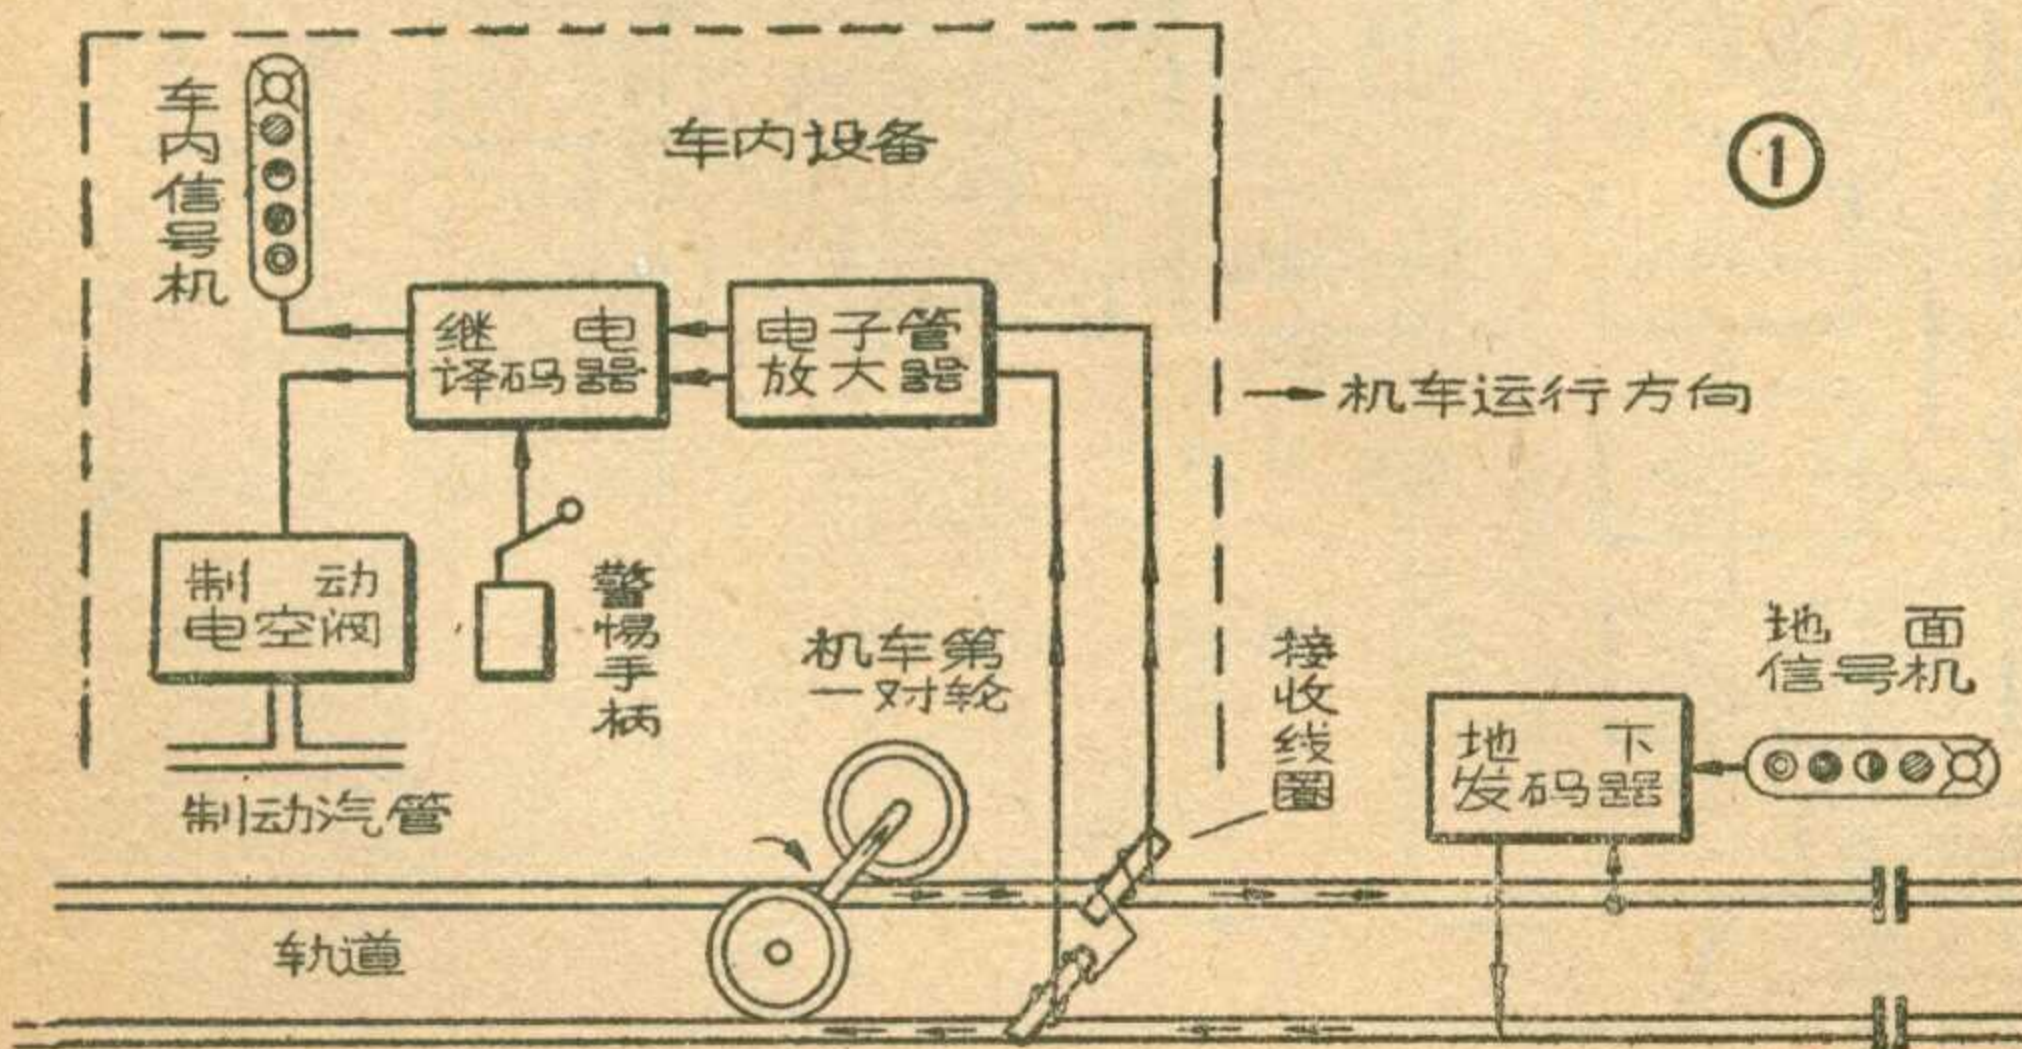 车内信号机
车内设备
①
继电
译码器
电子管
放大器
机车运行方向
制动
电空阀
警惕手柄
机车第
一对轮
接收线圈
地面
信号机
地下
发码器
制动汽管
轨道